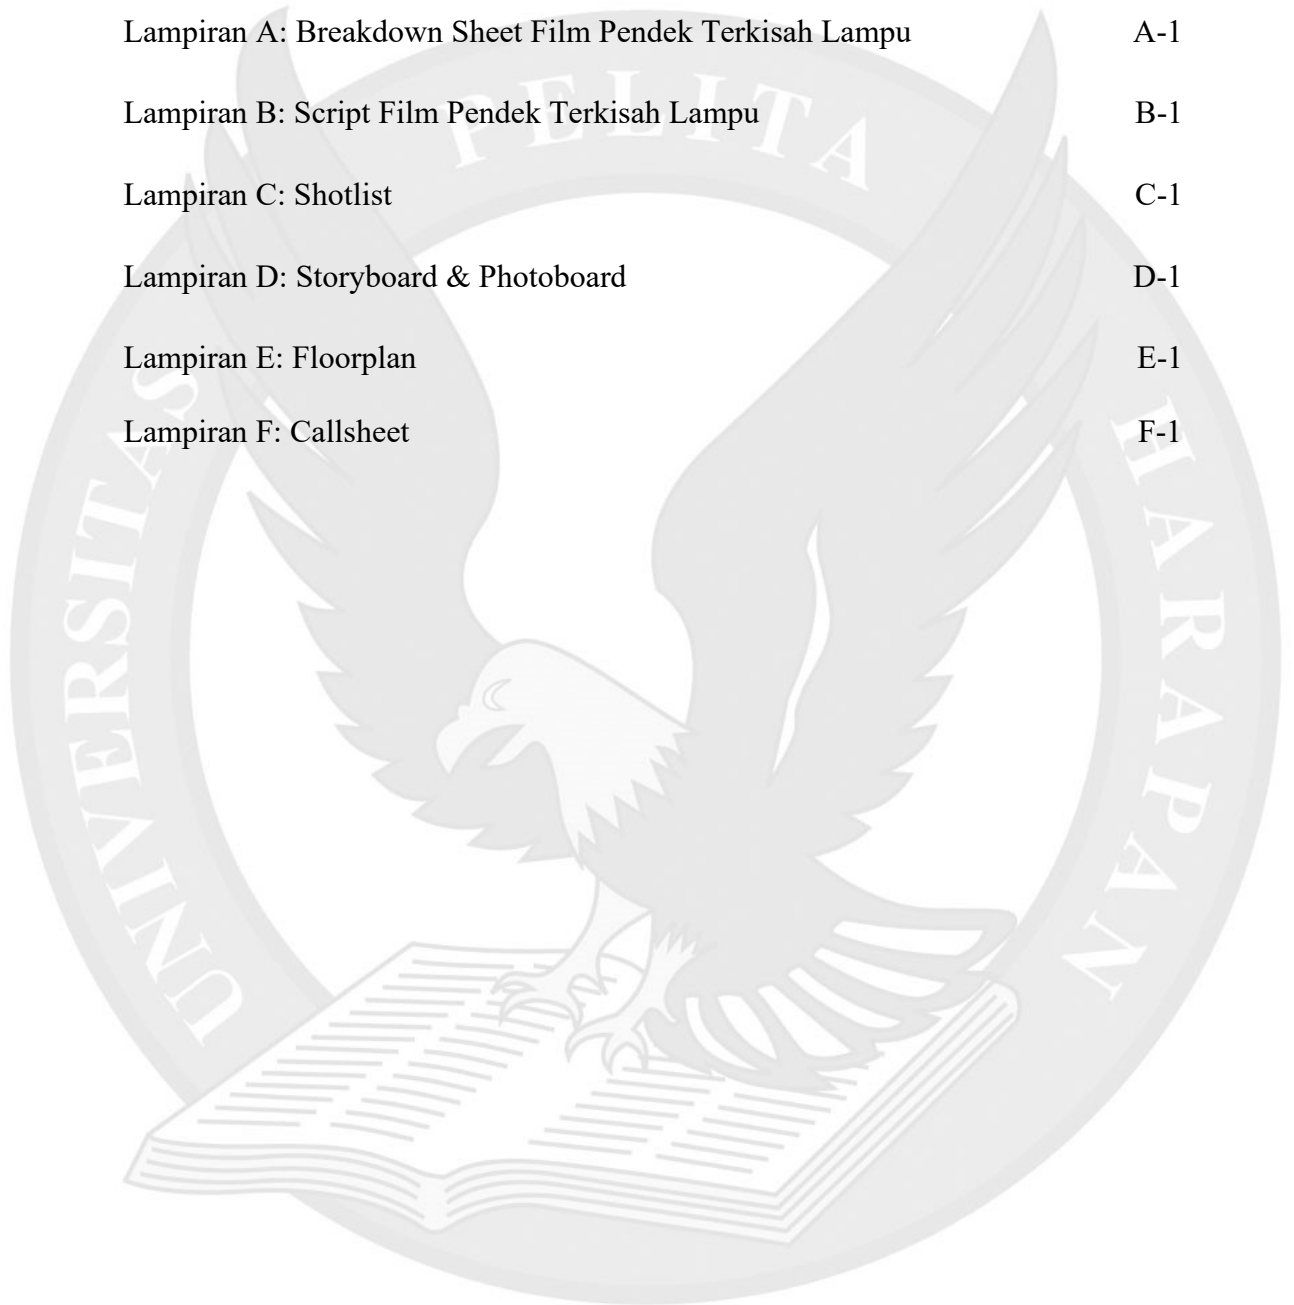 Lampiran A: Breakdown Sheet Film Pendek Terkisah Lampu A-1
Lampiran B: Script Film Pendek Terkisah Lampu B-1
Lampiran C: Shotlist C-1
Lampiran D: Storyboard & Photoboard D-1
Lampiran E: Floorplan E-1
Lampiran F: Callsheet F-1
UNIVERSITAS PELITA HARAPAN